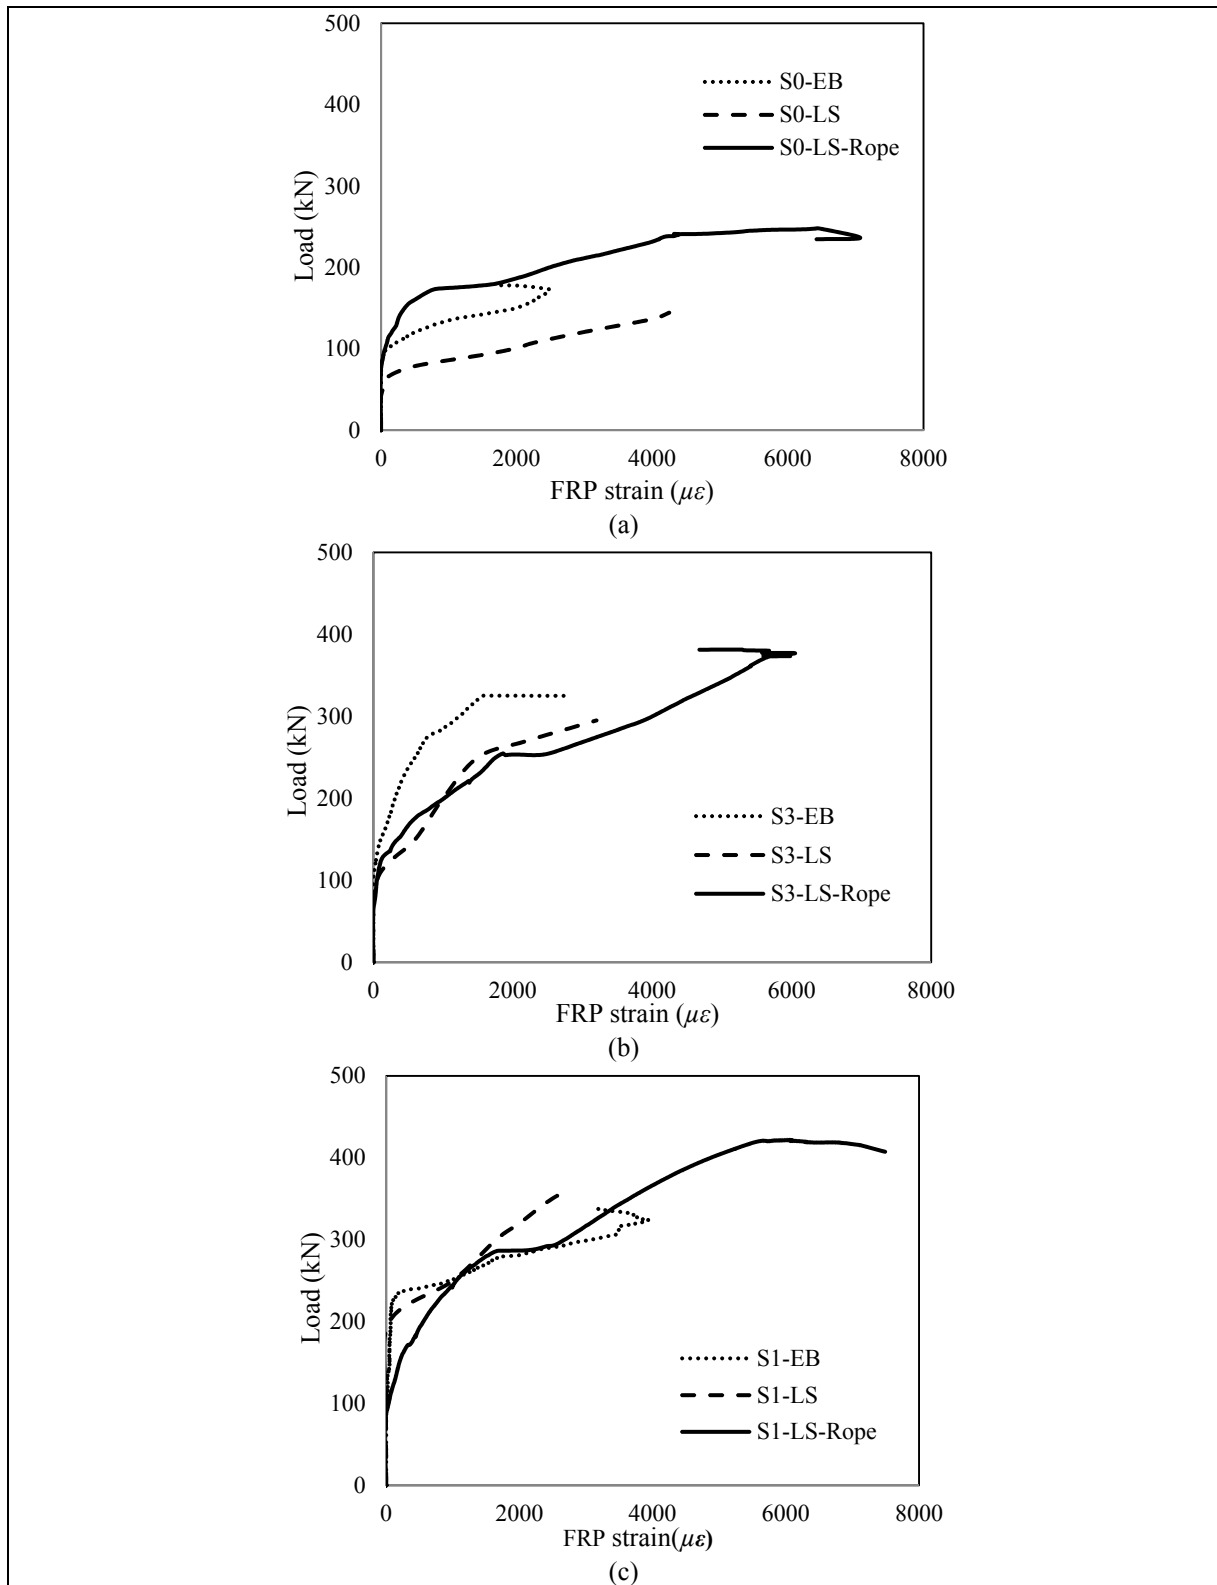 500
400
300
200
100
0
Load (kN)
S0-EB
S0-LS
S0-LS-Rope
0 2000 4000 6000 8000
FRP strain (με)
(a)
500
400
300
200
100
0
Load (kN)
S3-EB
S3-LS
S3-LS-Rope
0 2000 4000 6000 8000
FRP strain (με)
(b)
500
400
300
200
100
0
Load (kN)
S1-EB
S1-LS
S1-LS-Rope
0 2000 4000 6000 8000
FRP strain(με)
(c)